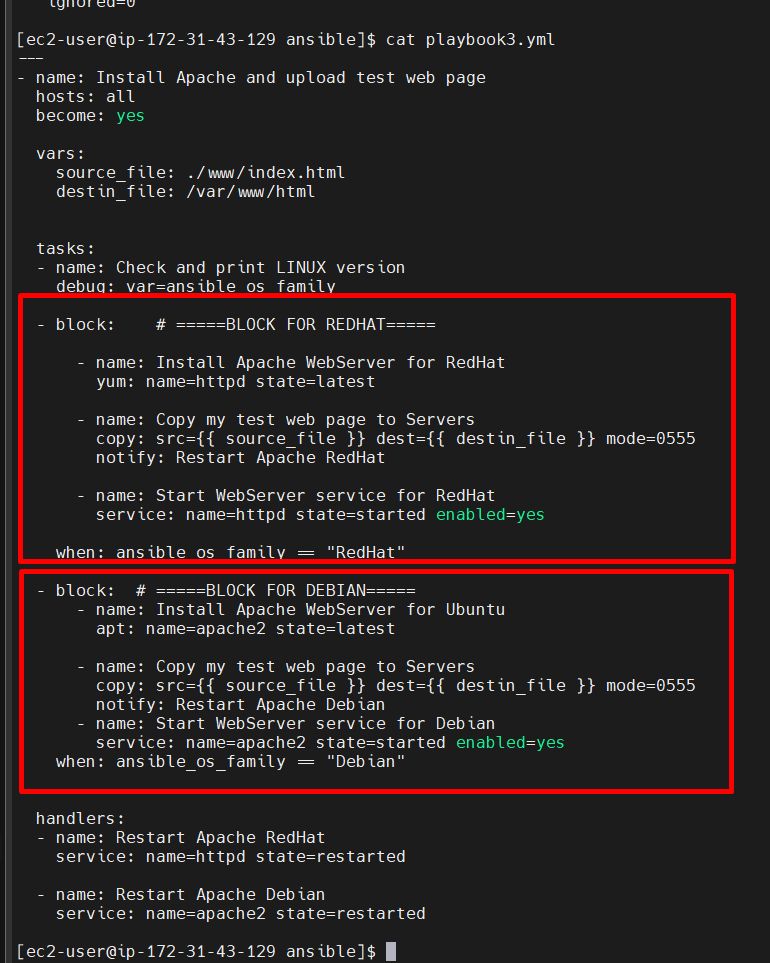 ignored=0
[ec2-user@ip-172-31-43-129 ansible]$ cat playbook3.yml
---
- name: Install Apache and upload test web page
hosts: all
become: yes
vars:
source_file: ./www/index.html
destin_file: /var/www/html
tasks:
- name: Check and print LINUX version
debug: var=ansible_os_family
- block:    # =====BLOCK FOR REDHAT=====
- name: Install Apache WebServer for RedHat
yum: name=httpd state=latest
- name: Copy my test web page to Servers
copy: src={{ source_file }} dest={{ destin_file }} mode=0555
notify: Restart Apache RedHat
- name: Start WebServer service for RedHat
service: name=httpd state=started enabled=yes
when: ansible_os_family == "RedHat"
- block:  # =====BLOCK FOR DEBIAN=====
- name: Install Apache WebServer for Ubuntu
apt: name=apache2 state=latest
- name: Copy my test web page to Servers
copy: src={{ source_file }} dest={{ destin_file }} mode=0555
notify: Restart Apache Debian
- name: Start WebServer service for Debian
service: name=apache2 state=started enabled=yes
when: ansible_os_family == "Debian"
handlers:
- name: Restart Apache RedHat
service: name=httpd state=restarted
- name: Restart Apache Debian
service: name=apache2 state=restarted
[ec2-user@ip-172-31-43-129 ansible]$